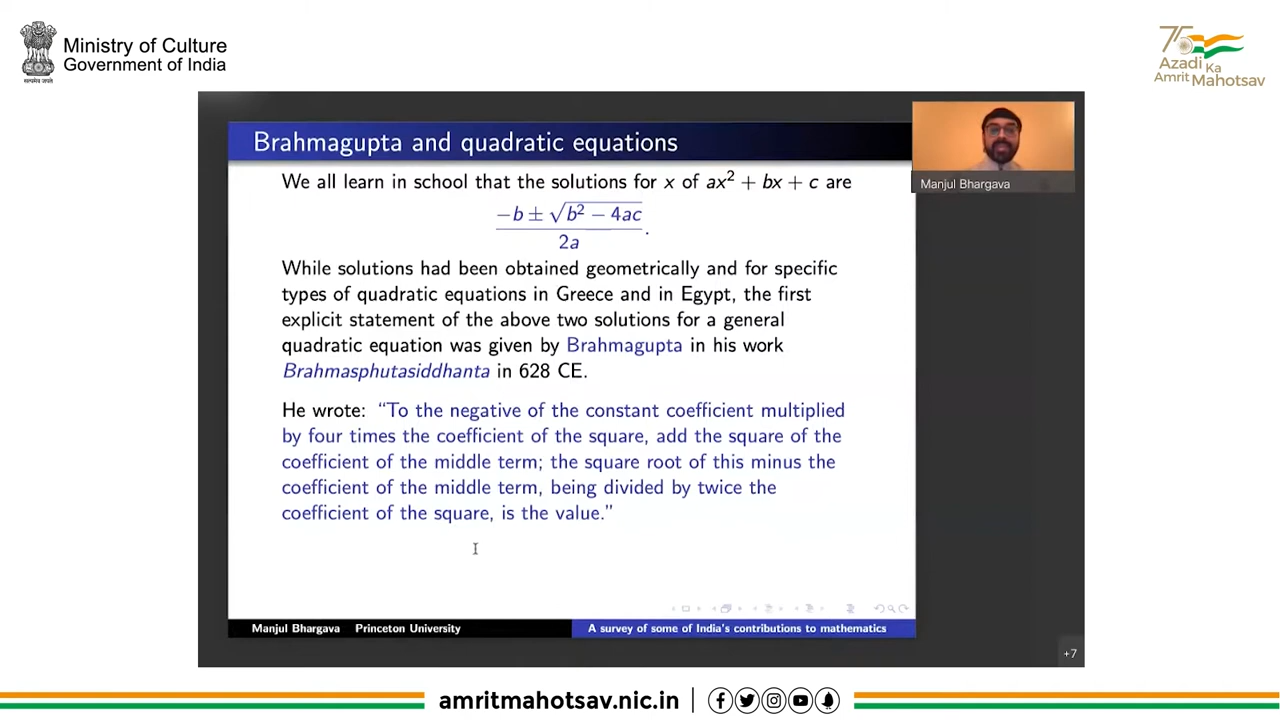 Ministry of Culture
Government of India
सत्यमेव जयते
75
Azadi Ka
Amrit Mahotsav
Brahmagupta and quadratic equations
We all learn in school that the solutions for x of ax² + bx + c are
−b ± √b² − 4ac
2a
.
While solutions had been obtained geometrically and for specific
types of quadratic equations in Greece and in Egypt, the first
explicit statement of the above two solutions for a general
quadratic equation was given by Brahmagupta in his work
Brahmasphutasiddhanta in 628 CE.
He wrote: “To the negative of the constant coefficient multiplied
by four times the coefficient of the square, add the square of the
coefficient of the middle term; the square root of this minus the
coefficient of the middle term, being divided by twice the
coefficient of the square, is the value.”
Manjul Bhargava
Manjul Bhargava Princeton University
A survey of some of India's contributions to mathematics
+7
amritmahotsav.nic.in